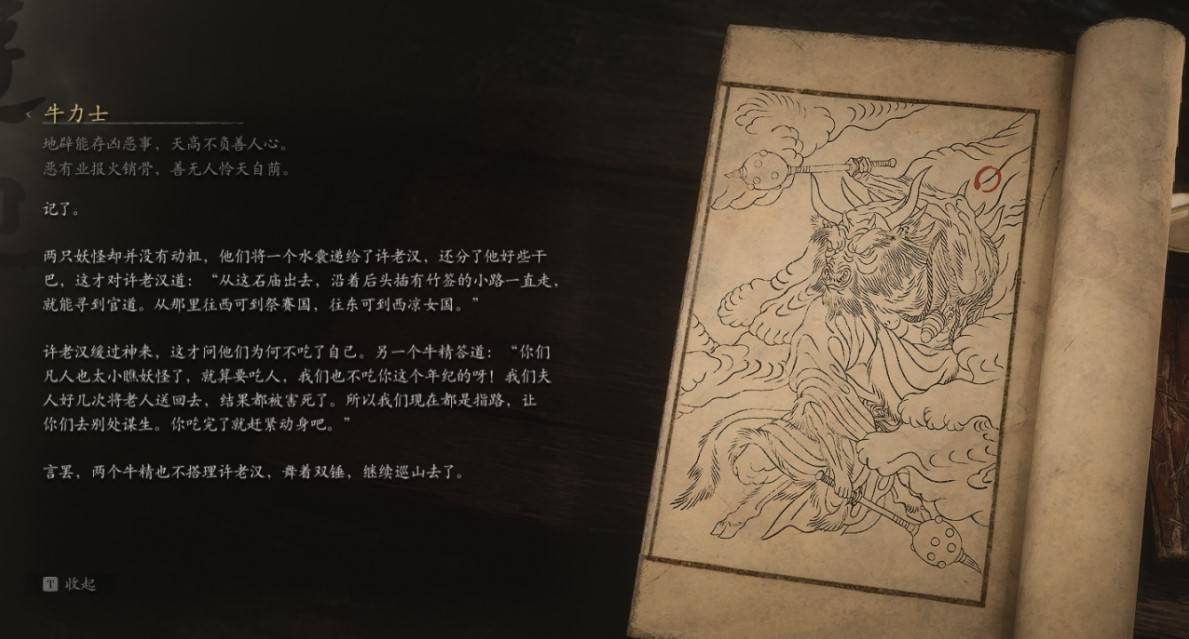 牛力士
地辟能存凶恶事，天高不负善人心。
恶有业报火销骨，善无人怜天自荫。
记了。
两只妖怪却并没有动粗，他们将一个水囊递给了许老汉，还分了他好些干
巴，这才对许老汉道：“从这石庙出去，沿着后头插有竹签的小路一直走，
就能寻到官道。从那里往西可到祭赛国，往东可到西凉女国。”
许老汉缓过神来，这才问他们为何不吃了自己。另一个牛精答道：“你们
凡人也太小瞧妖怪了，就算要吃人，我们也不吃你这个年纪的呀！我们夫
人好几次将老人送回去，结果都被害死了。所以我们现在都是指路，让
你们去别处谋生。你吃完了就赶紧动身吧。”
言罢，两个牛精也不搭理许老汉，舞着双锤，继续巡山去了。
T 收起